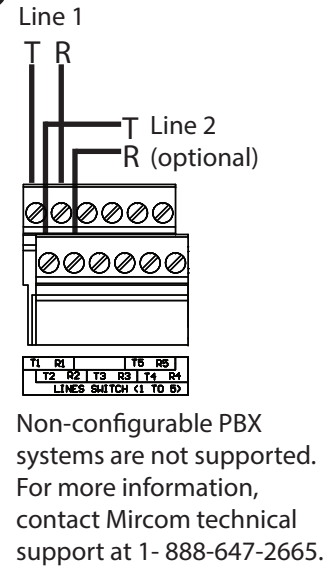 Line 1
T R
T Line 2
R (optional)
T1 R1 T5 R5
T2 R2 T3 R3 T4 R4
LINES SWITCH (1 TO 5)
Non-configurable PBX
systems are not supported.
For more information,
contact Mircom technical
support at 1- 888-647-2665.